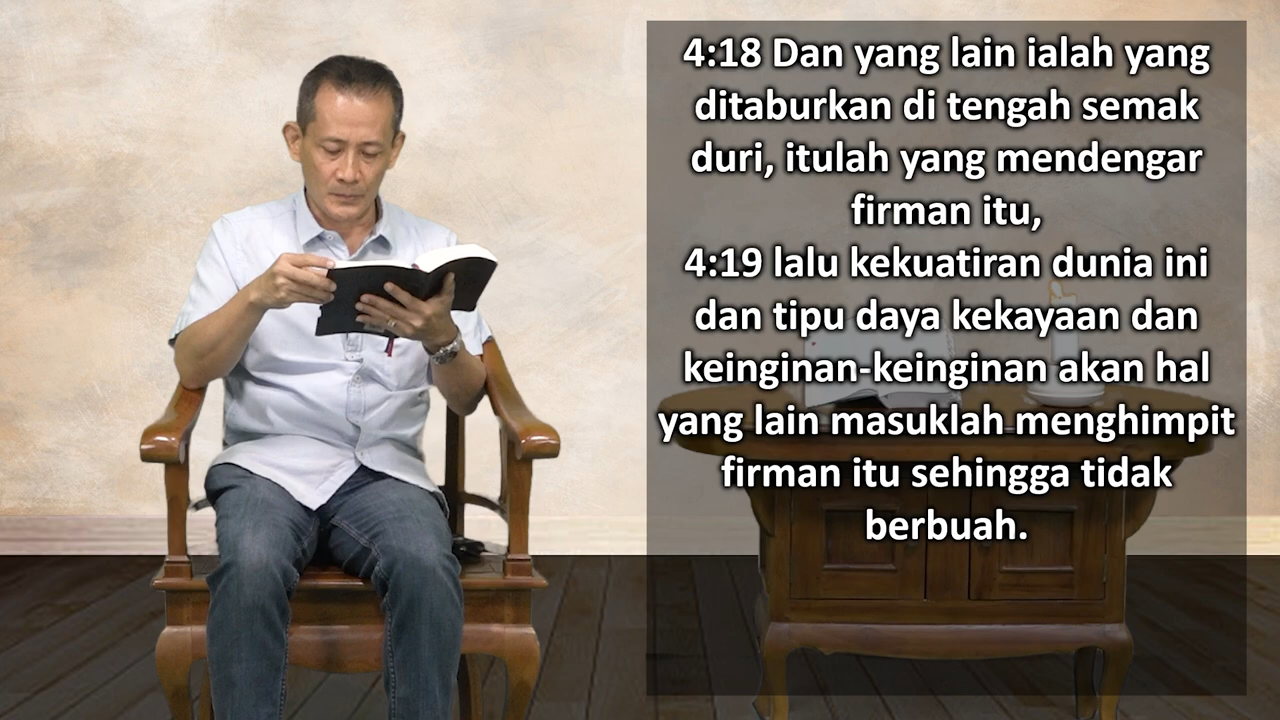 4:18 Dan yang lain ialah yang
ditaburkan di tengah semak
duri, itulah yang mendengar
firman itu,
4:19 lalu kekuatiran dunia ini
dan tipu daya kekayaan dan
keinginan-keinginan akan hal
yang lain masuklah menghimpit
firman itu sehingga tidak
berbuah.